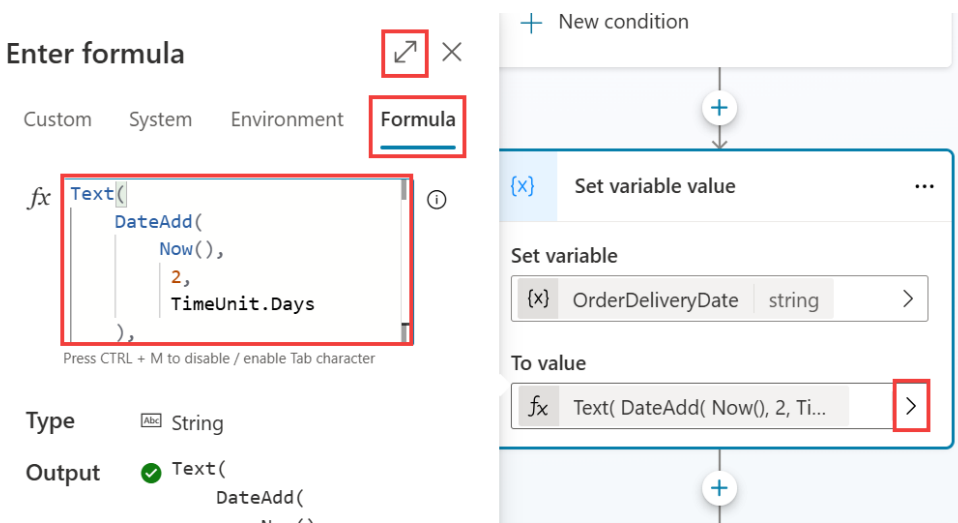 Enter formula
Custom System Environment Formula
fx Text(
DateAdd(
Now(),
2,
TimeUnit.Days
),
Press CTRL + M to disable / enable Tab character
Type Abc String
Output Text(
DateAdd(
Now()
New condition
{x} Set variable value ...
Set variable
{x} OrderDeliveryDate string
To value
fx Text( DateAdd( Now(), 2, Ti...